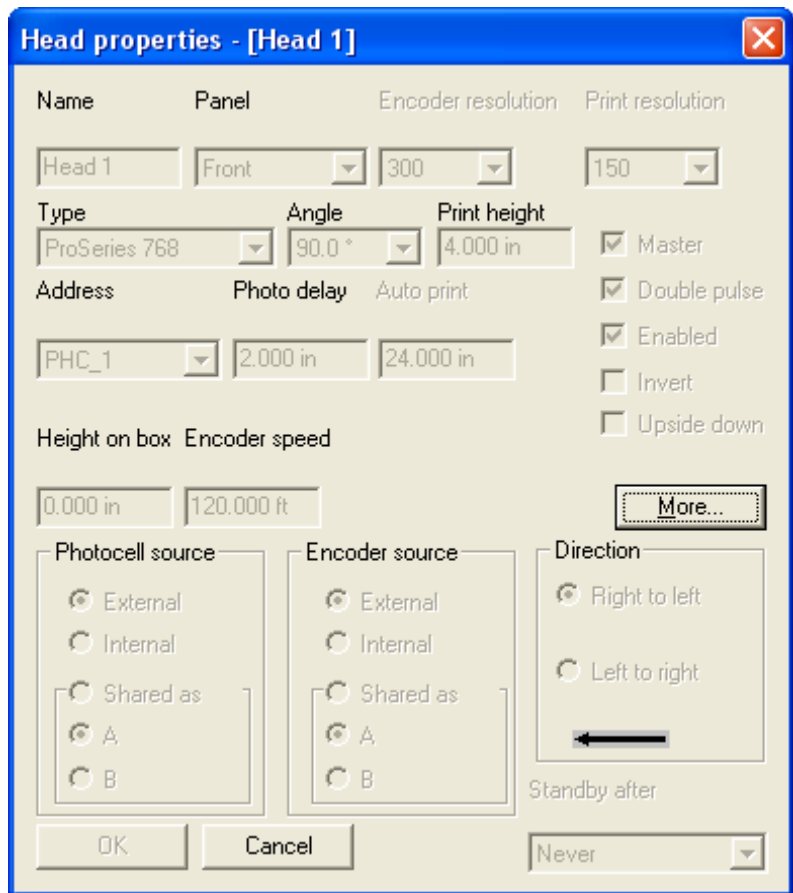 Head properties - [Head 1]
Name Panel Encoder resolution Print resolution
Head 1 Front 300 150
Type Angle Print height
ProSeries 768 90.0 ° 4.000 in Master
Address Photo delay Auto print Double pulse
Enabled
PHC_1 2.000 in 24.000 in
Invert
Height on box Encoder speed Upside down
0.000 in 120.000 ft More...
Photocell source Encoder source Direction
External External Right to left
Internal Internal
Shared as Shared as Left to right
A A
B B
Standby after
OK Cancel Never